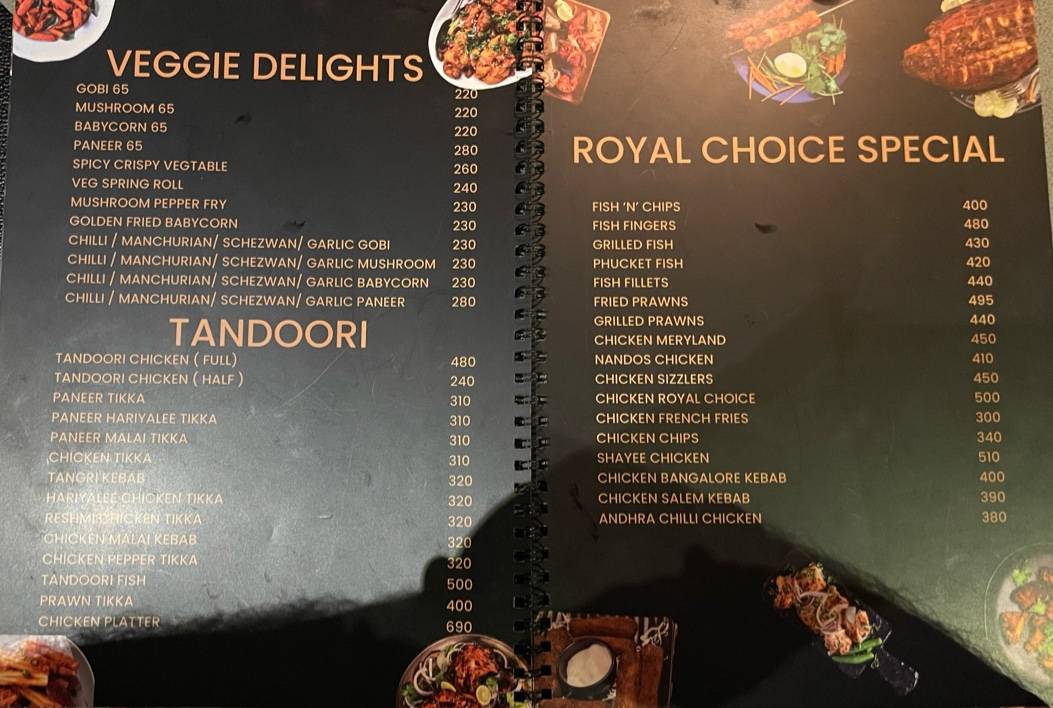 VEGGIE DELIGHTS
GOBI 65 220
MUSHROOM 65 220
BABYCORN 65 220
PANEER 65 280
SPICY CRISPY VEGTABLE 260
VEG SPRING ROLL 240
MUSHROOM PEPPER FRY 230
GOLDEN FRIED BABYCORN 230
CHILLI / MANCHURIAN/ SCHEZWAN/ GARLIC GOBI 230
CHILLI / MANCHURIAN/ SCHEZWAN/ GARLIC MUSHROOM 230
CHILLI / MANCHURIAN/ SCHEZWAN/ GARLIC BABYCORN 230
CHILLI / MANCHURIAN/ SCHEZWAN/ GARLIC PANEER 280
TANDOORI
TANDOORI CHICKEN ( FULL) 480
TANDOORI CHICKEN ( HALF ) 240
PANEER TIKKA 310
PANEER HARIYALEE TIKKA 310
PANEER MALAI TIKKA 310
CHICKEN TIKKA 310
TANGRI KEBAB 320
HARIYALEE CHICKEN TIKKA 320
RESHMI CHICKEN TIKKA 320
CHICKEN MALAI KEBAB 320
CHICKEN PEPPER TIKKA 320
TANDOORI FISH 500
PRAWN TIKKA 400
CHICKEN PLATTER 690
ROYAL CHOICE SPECIAL
FISH ‘N’ CHIPS 400
FISH FINGERS 480
GRILLED FISH 430
PHUCKET FISH 420
FISH FILLETS 440
FRIED PRAWNS 495
GRILLED PRAWNS 440
CHICKEN MERYLAND 450
NANDOS CHICKEN 410
CHICKEN SIZZLERS 450
CHICKEN ROYAL CHOICE 500
CHICKEN FRENCH FRIES 300
CHICKEN CHIPS 340
SHAYEE CHICKEN 510
CHICKEN BANGALORE KEBAB 400
CHICKEN SALEM KEBAB 390
ANDHRA CHILLI CHICKEN 380